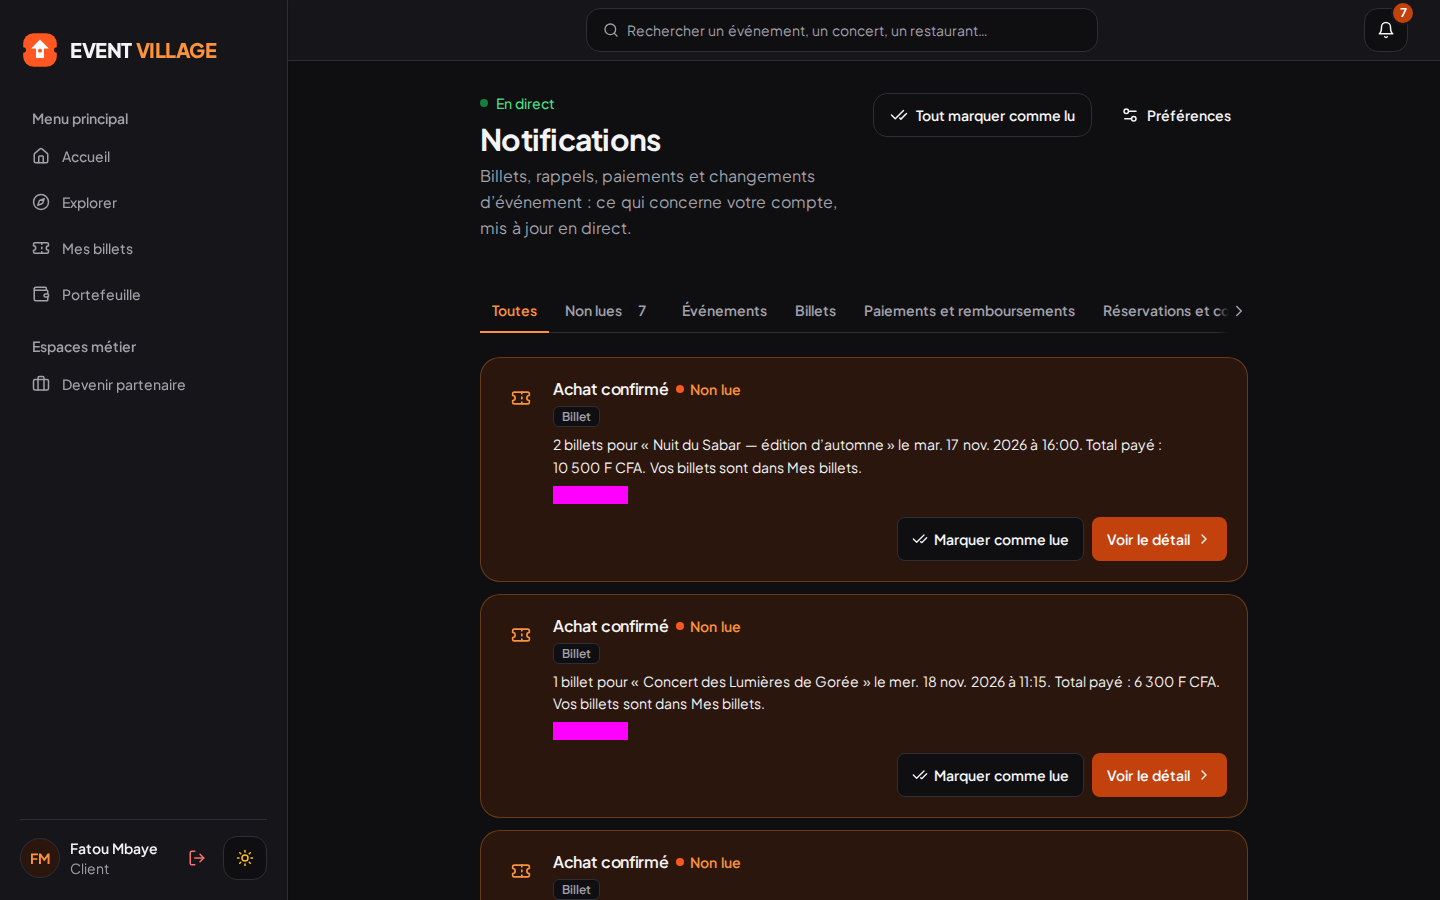 EVENT VILLAGE
Menu principal
Accueil
Explorer
Mes billets
Portefeuille
Espaces métier
Devenir partenaire
FM
Fatou Mbaye
Client
Rechercher un événement, un concert, un restaurant…
7
En direct
Notifications
Billets, rappels, paiements et changements
d’événement : ce qui concerne votre compte,
mis à jour en direct.
Tout marquer comme lu
Préférences
Toutes
Non lues 7
Événements
Billets
Paiements et remboursements
Réservations et
Achat confirmé
Non lue
Billet
2 billets pour « Nuit du Sabar — édition d’automne » le mar. 17 nov. 2026 à 16:00. Total payé :
10 500 F CFA. Vos billets sont dans Mes billets.
Marquer comme lue
Voir le détail
Achat confirmé
Non lue
Billet
1 billet pour « Concert des Lumières de Gorée » le mer. 18 nov. 2026 à 11:15. Total payé : 6 300 F CFA.
Vos billets sont dans Mes billets.
Marquer comme lue
Voir le détail
Achat confirmé
Non lue
Billet